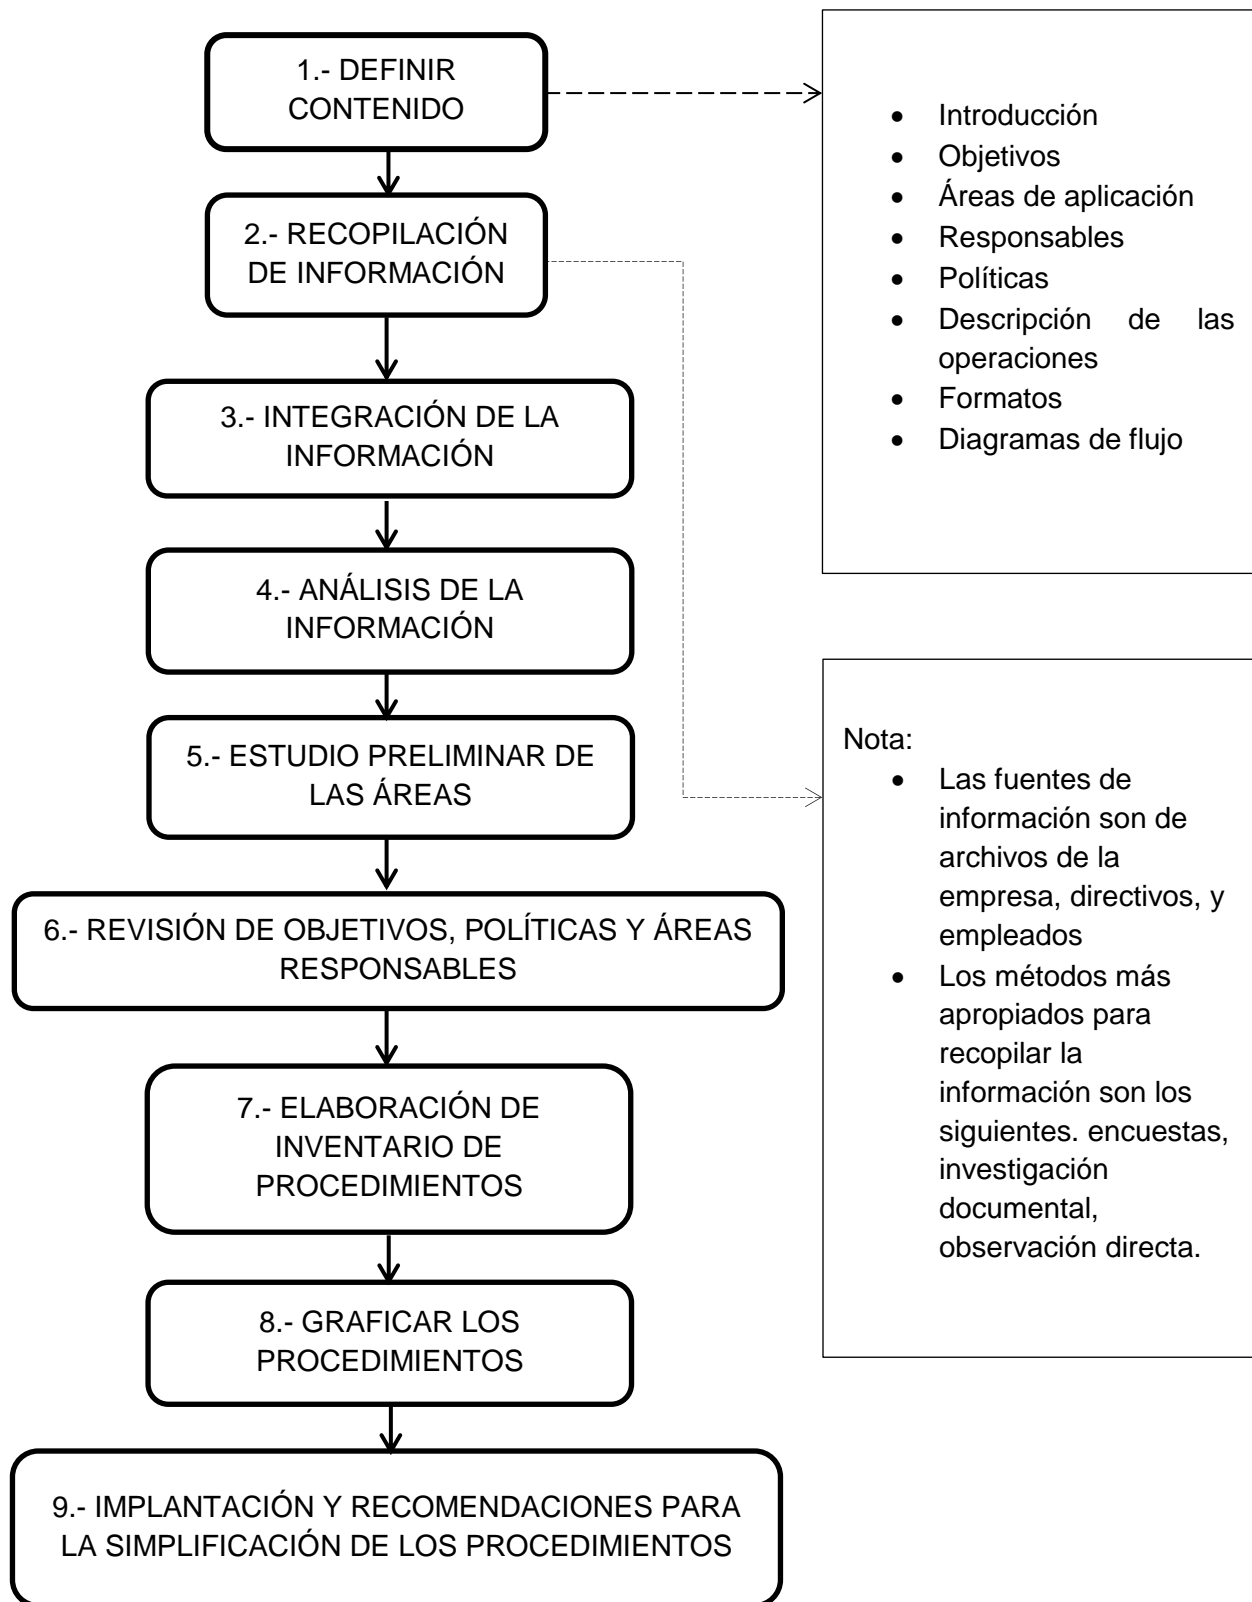 1.- DEFINIR
CONTENIDO
2.- RECOPILACIÓN
DE INFORMACIÓN
3.- INTEGRACIÓN DE LA
INFORMACIÓN
4.- ANÁLISIS DE LA
INFORMACIÓN
5.- ESTUDIO PRELIMINAR DE
LAS ÁREAS
6.- REVISIÓN DE OBJETIVOS, POLÍTICAS Y ÁREAS
RESPONSABLES
7.- ELABORACIÓN DE
INVENTARIO DE
PROCEDIMIENTOS
8.- GRAFICAR LOS
PROCEDIMIENTOS
9.- IMPLANTACIÓN Y RECOMENDACIONES PARA
LA SIMPLIFICACIÓN DE LOS PROCEDIMIENTOS
• Introducción
• Objetivos
• Áreas de aplicación
• Responsables
• Políticas
• Descripción de las
operaciones
• Formatos
• Diagramas de flujo
Nota:
• Las fuentes de
información son de
archivos de la
empresa, directivos, y
empleados
• Los métodos más
apropiados para
recopilar la
información son los
siguientes. encuestas,
investigación
documental,
observación directa.